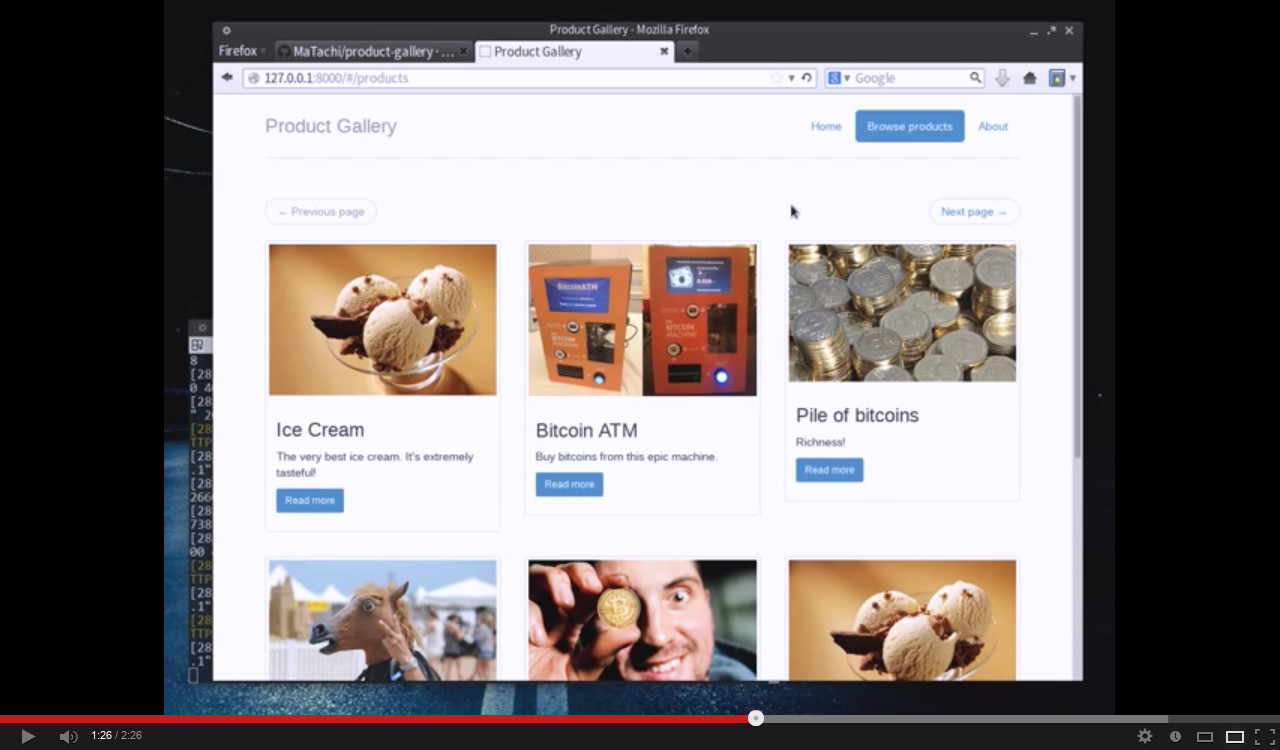 Product Gallery - Mozilla Firefox
Firefox
MaTachi/product-gallery · ...
Product Gallery
127.0.0.1:8000/#/products
Google
Product Gallery
Home
Browse products
About
← Previous page
Next page →
BitcoinATM
BITCOIN
BITCOIN
Ice Cream
The very best ice cream. It's extremely
tasteful!
Read more
Bitcoin ATM
Buy bitcoins from this epic machine.
Read more
Pile of bitcoins
Richness!
Read more
8
[28
0 4
[28
" 2
[28
TTP
[28
.1"
[28
266
[28
738
[28
00
[28
TTP
[28
.1"
[28
TTP
[28
.1"
1:26 / 2:26